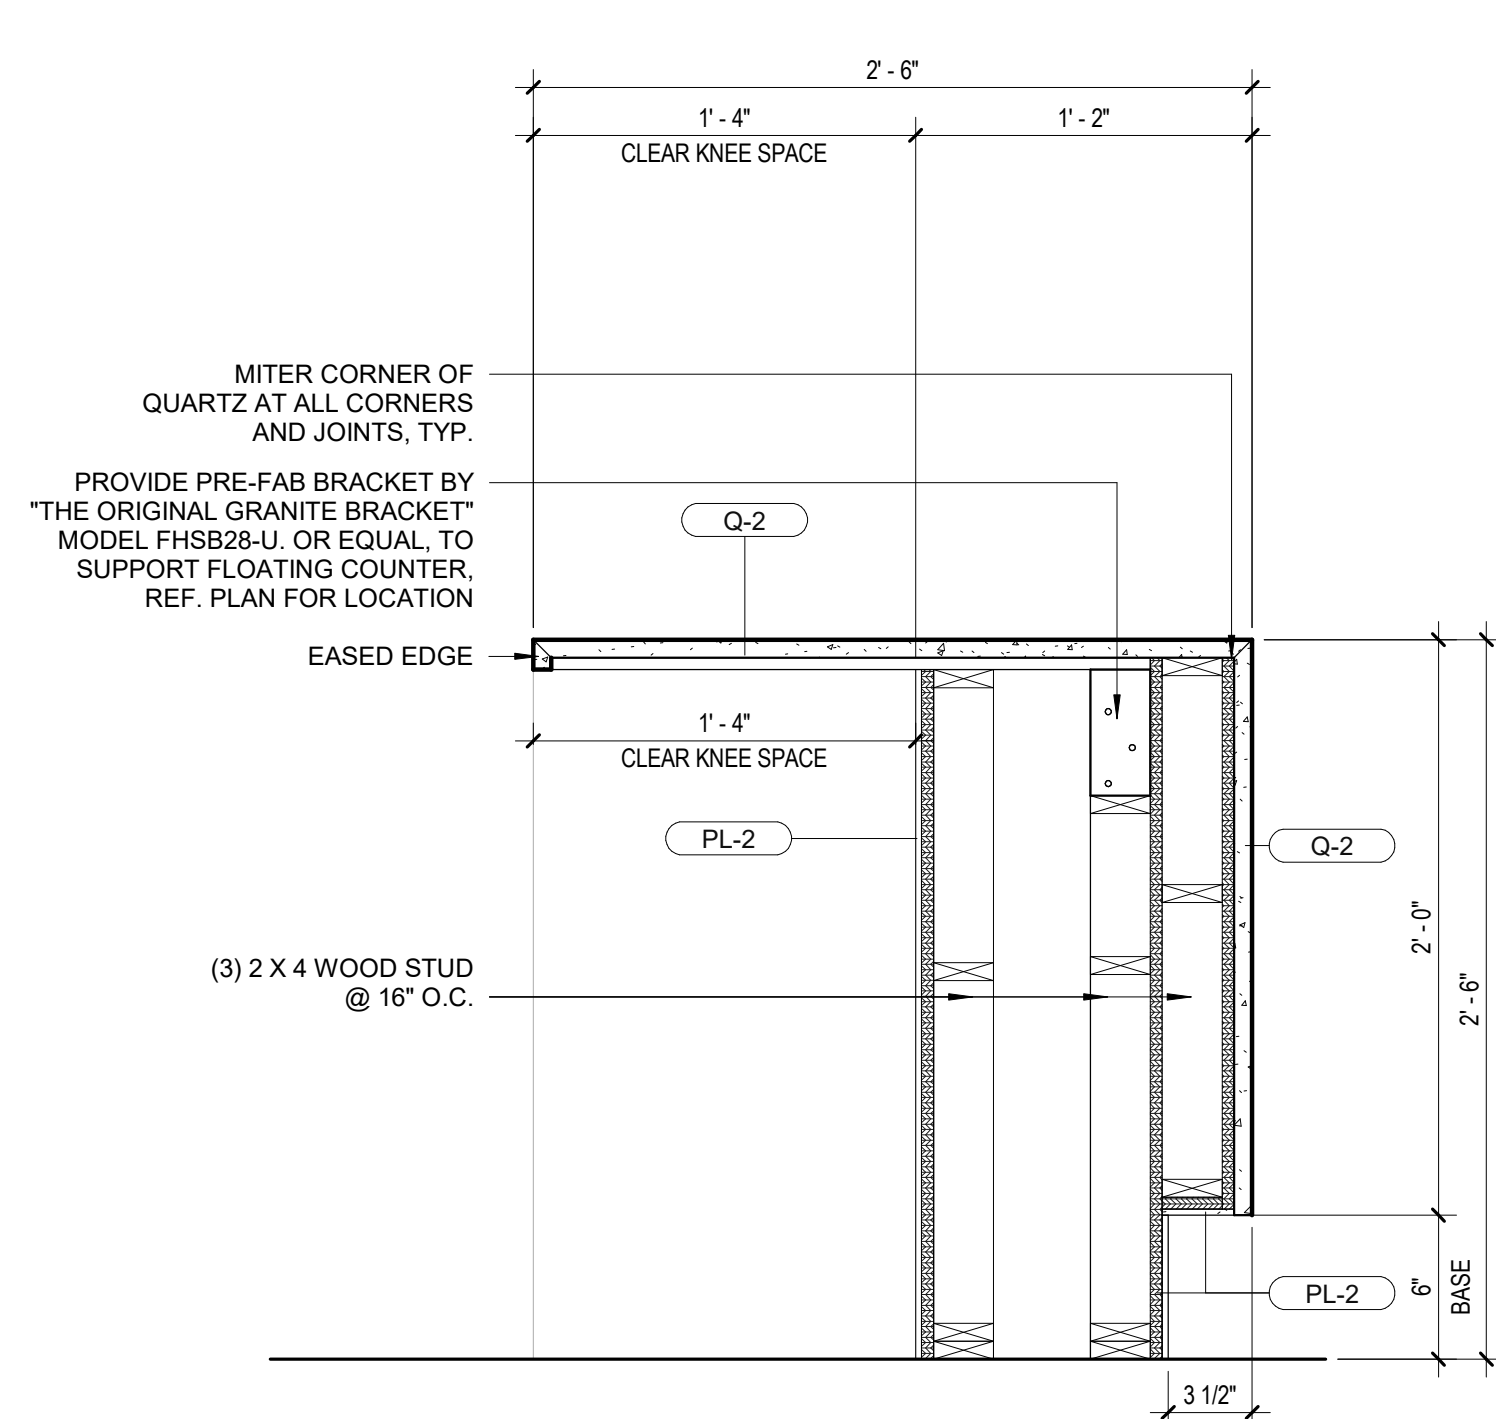 2' - 6"
1' - 4"
1' - 2"
CLEAR KNEE SPACE
MITER CORNER OF
QUARTZ AT ALL CORNERS
AND JOINTS, TYP.
PROVIDE PRE-FAB BRACKET BY
"THE ORIGINAL GRANITE BRACKET"
MODEL FHSB28-U. OR EQUAL, TO
SUPPORT FLOATING COUNTER,
REF. PLAN FOR LOCATION
Q-2
EASED EDGE
1' - 4"
CLEAR KNEE SPACE
PL-2
Q-2
(3) 2 X 4 WOOD STUD
@ 16" O.C.
2' - 0"
2' - 6"
6"
BASE
PL-2
3 1/2"